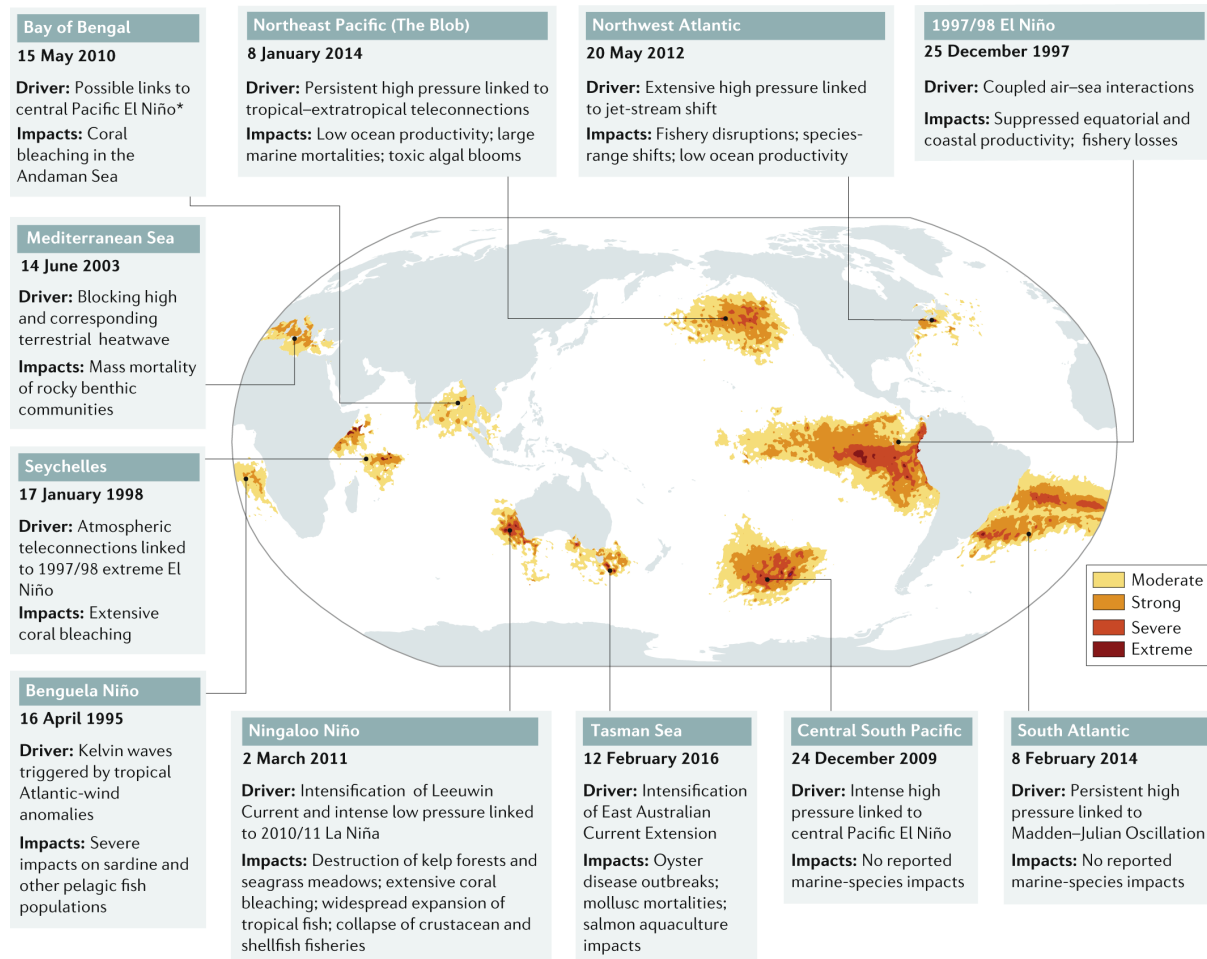 Bay of Bengal
15 May 2010
Driver: Possible links to
central Pacific El Niño*
Impacts: Coral
bleaching in the
Andaman Sea
Northeast Pacific (The Blob)
8 January 2014
Driver: Persistent high pressure linked to
tropical–extratropical teleconnections
Impacts: Low ocean productivity; large
marine mortalities; toxic algal blooms
Northwest Atlantic
20 May 2012
Driver: Extensive high pressure linked
to jet-stream shift
Impacts: Fishery disruptions; species-
range shifts; low ocean productivity
1997/98 El Niño
25 December 1997
Driver: Coupled air–sea interactions
Impacts: Suppressed equatorial and
coastal productivity; fishery losses
Mediterranean Sea
14 June 2003
Driver: Blocking high
and corresponding
terrestrial heatwave
Impacts: Mass mortality
of rocky benthic
communities
Seychelles
17 January 1998
Driver: Atmospheric
teleconnections linked
to 1997/98 extreme El
Niño
Impacts: Extensive
coral bleaching
Moderate
Strong
Severe
Extreme
Benguela Niño
16 April 1995
Driver: Kelvin waves
triggered by tropical
Atlantic-wind
anomalies
Impacts: Severe
impacts on sardine and
other pelagic fish
populations
Ningaloo Niño
2 March 2011
Driver: Intensification of Leeuwin
Current and intense low pressure linked
to 2010/11 La Niña
Impacts: Destruction of kelp forests and
seagrass meadows; extensive coral
bleaching; widespread expansion of
tropical fish; collapse of crustacean and
shellfish fisheries
Tasman Sea
12 February 2016
Driver: Intensification
of East Australian
Current Extension
Impacts: Oyster
disease outbreaks;
mollusc mortalities;
salmon aquaculture
impacts
Central South Pacific
24 December 2009
Driver: Intense high
pressure linked to
central Pacific El Niño
Impacts: No reported
marine-species impacts
South Atlantic
8 February 2014
Driver: Persistent high
pressure linked to
Madden–Julian Oscillation
Impacts: No reported
marine-species impacts